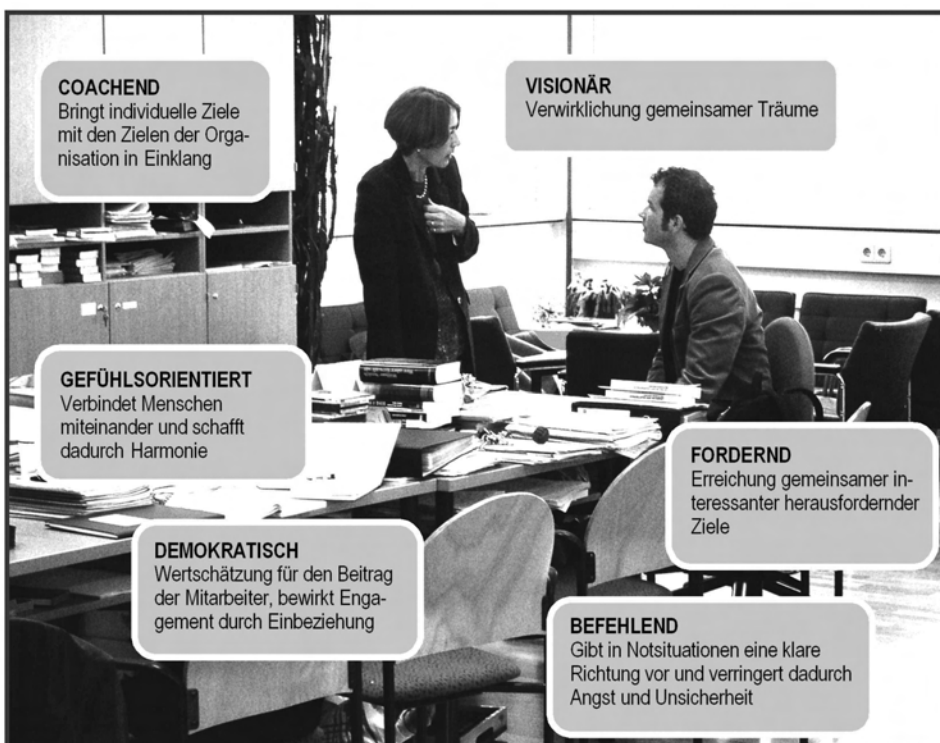 COACHEND
Bringt individuelle Ziele
mit den Zielen der Orga-
nisation in Einklang
VISIONÄR
Verwirklichung gemeinsamer Träume
GEFÜHLSORIENTIERT
Verbindet Menschen
miteinander und schafft
dadurch Harmonie
FORDERND
Erreichung gemeinsamer in-
teressanter herausfordernder
Ziele
DEMOKRATISCH
Wertschätzung für den Beitrag
der Mitarbeiter, bewirkt Enga-
gement durch Einbeziehung
BEFEHLEND
Gibt in Notsituationen eine klare
Richtung vor und verringert dadurch
Angst und Unsicherheit